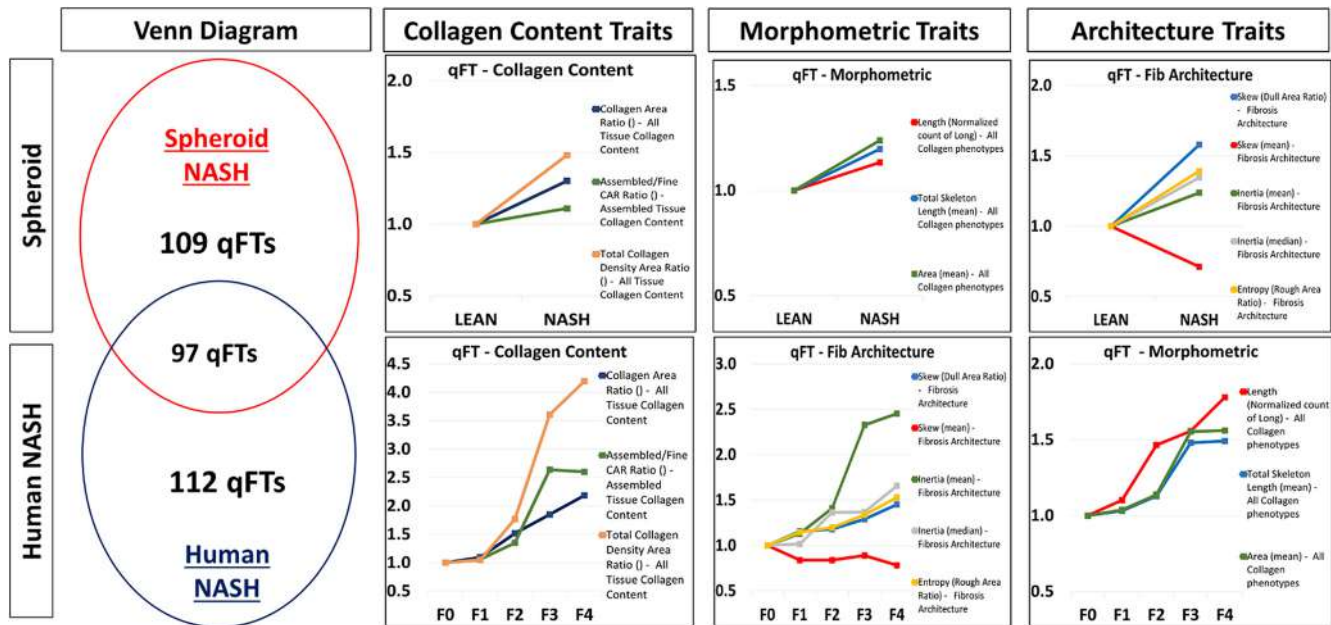 Venn Diagram
Collagen Content Traits
Morphometric Traits
Architecture Traits
Spheroid
Spheroid
NASH
109 qFTs
97 qFTs
Human NASH
112 qFTs
Human
NASH
qFT - Collagen Content
2.0
1.5
1.0
0.5
LEAN
NASH
Collagen Area
Ratio () - All
Tissue Collagen
Content
Assembled/Fine
CAR Ratio () -
Assembled Tissue
Collagen Content
Total Collagen
Density Area Ratio
() - All Tissue
Collagen Content
qFT - Morphometric
1.5
1.0
0.5
LEAN
NASH
Length (Normalized
count of Long) - All
Collagen phenotypes
Total Skeleton
Length (mean) - All
Collagen phenotypes
Area (mean) - All
Collagen phenotypes
qFT - Fib Architecture
2.0
1.5
1.0
0.5
LEAN
NASH
Skew (Dull Area
Ratio) - Fibrosis
Architecture
Skew (mean) -
Fibrosis Architecture
Inertia (mean) -
Fibrosis Architecture
Inertia (median) -
Fibrosis Architecture
Entropy (Rough Area
Ratio) - Fibrosis
Architecture
qFT - Collagen Content
4.5
4.0
3.5
3.0
2.5
2.0
1.5
1.0
0.5
F0 F1 F2 F3 F4
Collagen Area
Ratio () - All
Tissue Collagen
Content
Assembled/Fine
CAR Ratio () -
Assembled
Tissue Collagen
Content
Total Collagen
Density Area
Ratio () - All
Tissue Collagen
Content
qFT - Fib Architecture
3.0
2.5
2.0
1.5
1.0
0.5
F0 F1 F2 F3 F4
Skew (Dull Area Ratio)
- Fibrosis
Architecture
Skew (mean) -
Fibrosis Architecture
Inertia (mean) -
Fibrosis Architecture
Inertia (median) -
Fibrosis Architecture
Entropy (Rough Area
Ratio) - Fibrosis
Architecture
qFT - Morphometric
2.0
1.5
1.0
0.5
F0 F1 F2 F3 F4
Length
(Normalized count
of Long) - All
Collagen
phenotypes
Total Skeleton
Length (mean) -
All Collagen
phenotypes
Area (mean) - All
Collagen
phenotypes